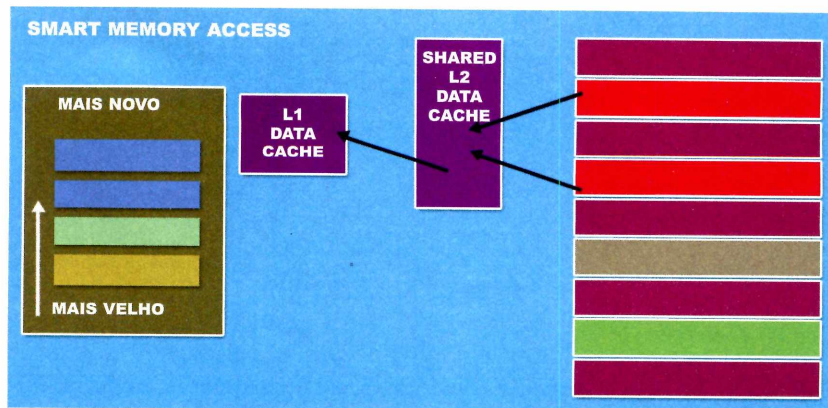 SMART MEMORY ACCESS
MAIS NOVO
MAIS VELHO
L1
DATA
CACHE
SHARED
L2
DATA
CACHE